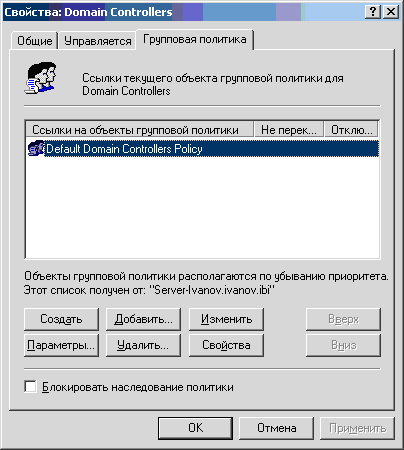 Свойства: Domain Controllers
Общие Управляется Групповая политика
Ссылки текущего объекта групповой политики для
Domain Controllers
Ссылки на объекты групповой политики Не перек... Отклю...
Default Domain Controllers Policy
Объекты групповой политики располагаются по убыванию приоритета.
Этот список получен от: "Server-Ivanov.ivanov.ibi"
Создать Добавить... Изменить Вверх
Параметры... Удалить... Свойства Вниз
Блокировать наследование политики
OK Отмена Применить